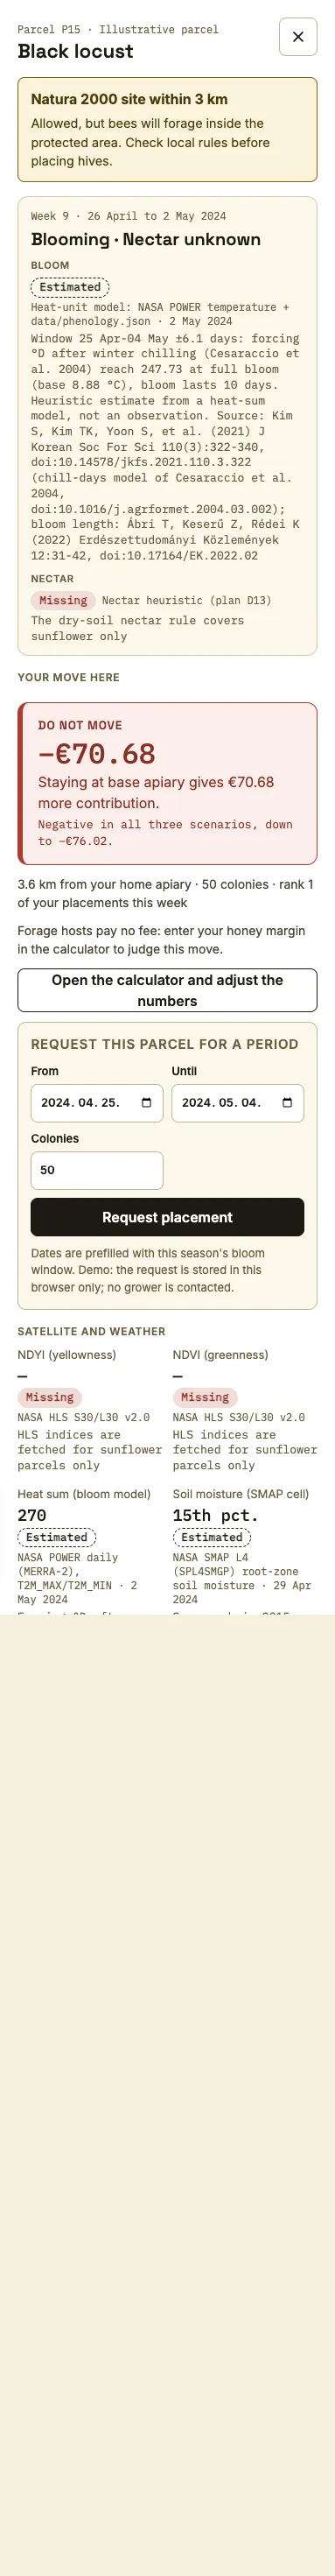 Parcel P15 · Illustrative parcel
Black locust
Natura 2000 site within 3 km
Allowed, but bees will forage inside the
protected area. Check local rules before
placing hives.
Week 9 · 26 April to 2 May 2024
Blooming · Nectar unknown
BLOOM
Estimated
Heat-unit model: NASA POWER temperature +
data/phenology.json · 2 May 2024
Window 25 Apr-04 May ±6.1 days: forcing
°D after winter chilling (Cesaraccio et
al. 2004) reach 247.73 at full bloom
(base 8.88 °C), bloom lasts 10 days.
Heuristic estimate from a heat-sum
model, not an observation. Source: Kim
S, Kim TK, Yoon S, et al. (2021) J
Korean Soc For Sci 110(3):322-340,
doi:10.14578/jkfs.2021.110.3.322
(chill-days model of Cesaraccio et al.
2004,
doi:10.1016/j.agrformet.2004.03.002);
bloom length: Ábri T, Keserű Z, Rédei K
(2022) Erdészettudományi Közlemények
12:31-42, doi:10.17164/EK.2022.02
NECTAR
Missing Nectar heuristic (plan D13)
The dry-soil nectar rule covers
sunflower only
YOUR MOVE HERE
DO NOT MOVE
−€70.68
Staying at base apiary gives €70.68
more contribution.
Negative in all three scenarios, down
to −€76.02.
3.6 km from your home apiary · 50 colonies · rank 1
of your placements this week
Forage hosts pay no fee: enter your honey margin
in the calculator to judge this move.
Open the calculator and adjust the
numbers
REQUEST THIS PARCEL FOR A PERIOD
From Until
2024. 04. 25. 2024. 05. 04.
Colonies
50
Request placement
Dates are prefilled with this season's bloom
window. Demo: the request is stored in this
browser only; no grower is contacted.
SATELLITE AND WEATHER
NDYI (yellowness)
—
Missing
NASA HLS S30/L30 v2.0
HLS indices are
fetched for sunflower
parcels only
NDVI (greenness)
—
Missing
NASA HLS S30/L30 v2.0
HLS indices are
fetched for sunflower
parcels only
Heat sum (bloom model)
270
Estimated
NASA POWER daily
(MERRA-2),
T2M_MAX/T2M_MIN · 2
May 2024
Soil moisture (SMAP cell)
15th pct.
Estimated
NASA SMAP L4
(SPL4SMGP) root-zone
soil moisture · 29 Apr
2024